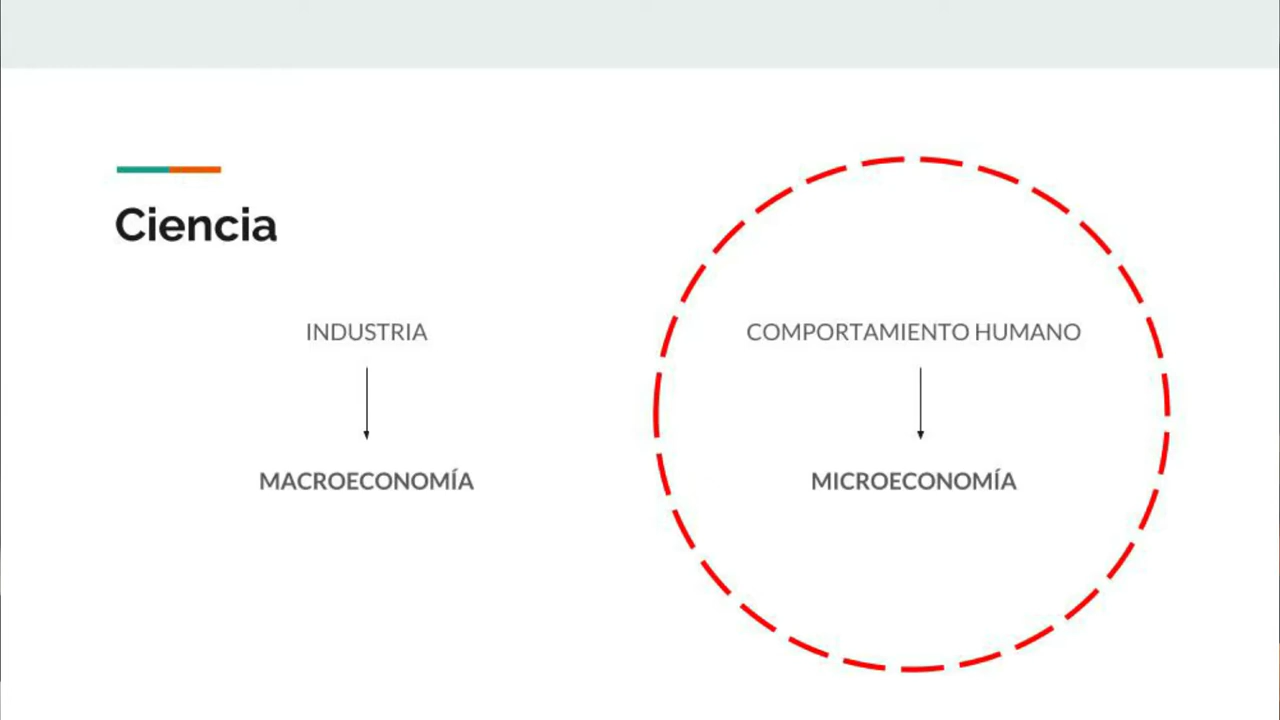 Ciencia
INDUSTRIA
COMPORTAMIENTO HUMANO
MACROECONOMÍA
MICROECONOMÍA